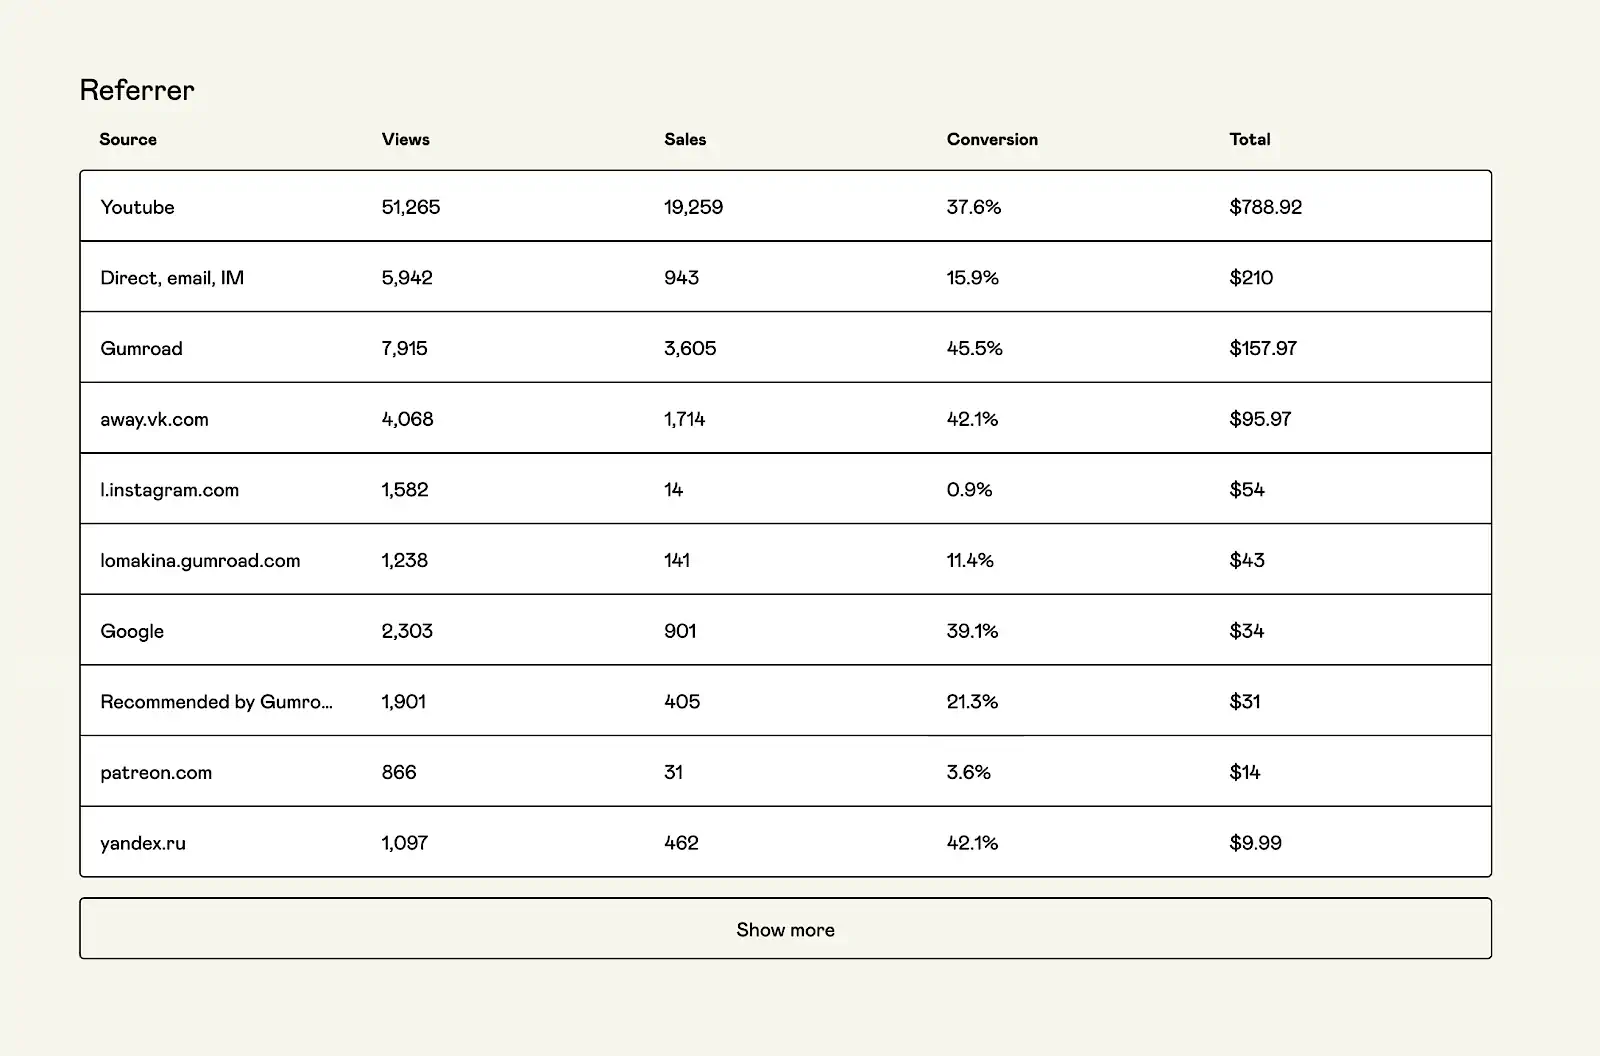 Referrer
Source Views Sales Conversion Total
Youtube 51,265 19,259 37.6% $788.92
Direct, email, IM 5,942 943 15.9% $210
Gumroad 7,915 3,605 45.5% $157.97
away.vk.com 4,068 1,714 42.1% $95.97
l.instagram.com 1,582 14 0.9% $54
lomakina.gumroad.com 1,238 141 11.4% $43
Google 2,303 901 39.1% $34
Recommended by Gumro... 1,901 405 21.3% $31
patreon.com 866 31 3.6% $14
yandex.ru 1,097 462 42.1% $9.99
Show more